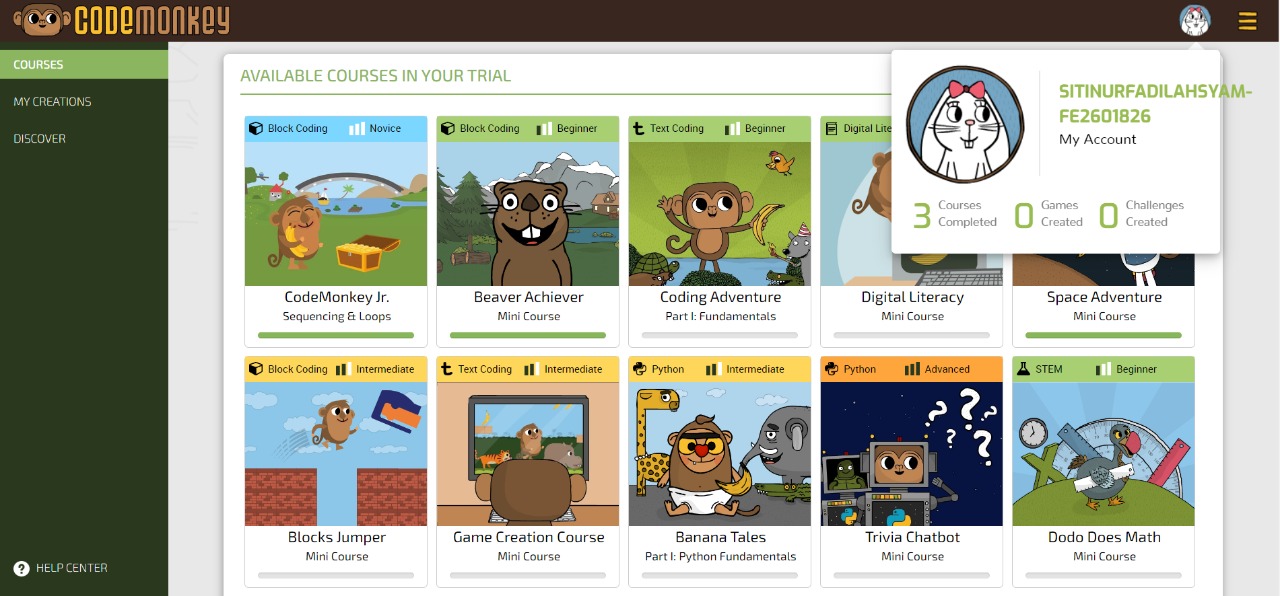 CODEMONKEY
COURSES
MY CREATIONS
DISCOVER
HELP CENTER
AVAILABLE COURSES IN YOUR TRIAL
SITINURFADILAHSYAM-
FE2601826
My Account
3 Courses Completed
0 Games Created
0 Challenges Created
Block Coding Novice
CodeMonkey Jr.
Sequencing & Loops
Block Coding Beginner
Beaver Achiever
Mini Course
Text Coding Beginner
Coding Adventure
Part I: Fundamentals
Digital Lite
Digital Literacy
Mini Course
Space Adventure
Mini Course
Block Coding Intermediate
Blocks Jumper
Mini Course
Text Coding Intermediate
Game Creation Course
Mini Course
Python Intermediate
Banana Tales
Part I: Python Fundamentals
Python Advanced
Trivia Chatbot
Mini Course
STEM Beginner
Dodo Does Math
Mini Course